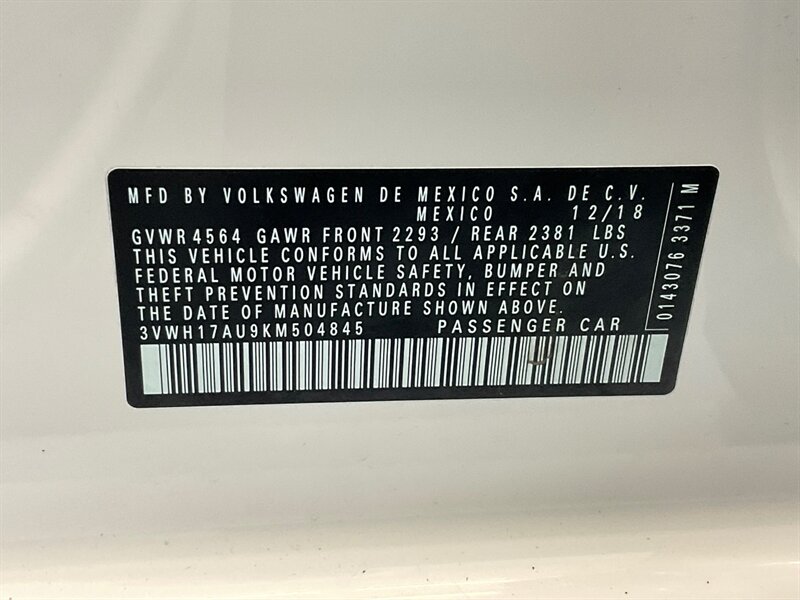 MFD BY VOLKSWAGEN DE MEXICO S.A. DE C.V.
MEXICO 12/18
GVWR 4564 GAWR FRONT 2293 / REAR 2381 LBS
THIS VEHICLE CONFORMS TO ALL APPLICABLE U.S.
FEDERAL MOTOR VEHICLE SAFETY, BUMPER AND
THEFT PREVENTION STANDARDS IN EFFECT ON
THE DATE OF MANUFACTURE SHOWN ABOVE.
3VWH17AU9KM504845 PASSENGER CAR
0143076 3371 M